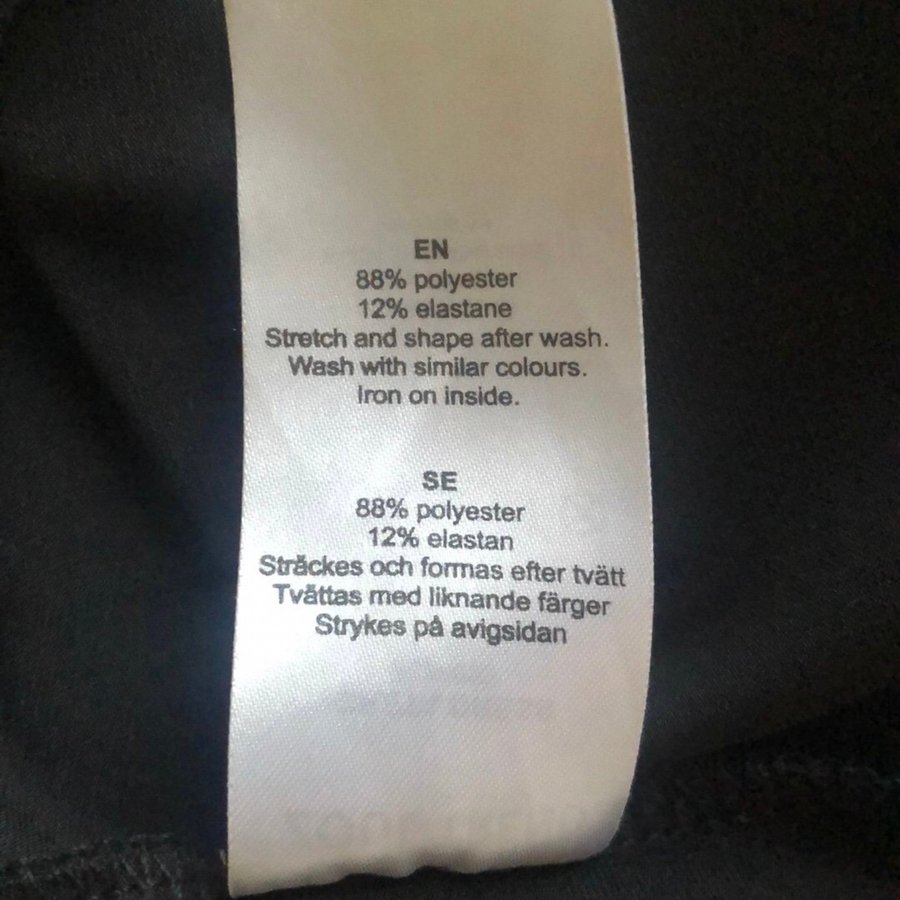 EN
88% polyester
12% elastane
Stretch and shape after wash.
Wash with similar colours.
Iron on inside.
SE
88% polyester
12% elastan
Sträckes och formas efter tvätt
Tvättas med liknande färger
Strykes på avigsidan